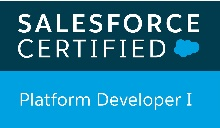 SALESFORCE
CERTIFIED
Platform Developer I